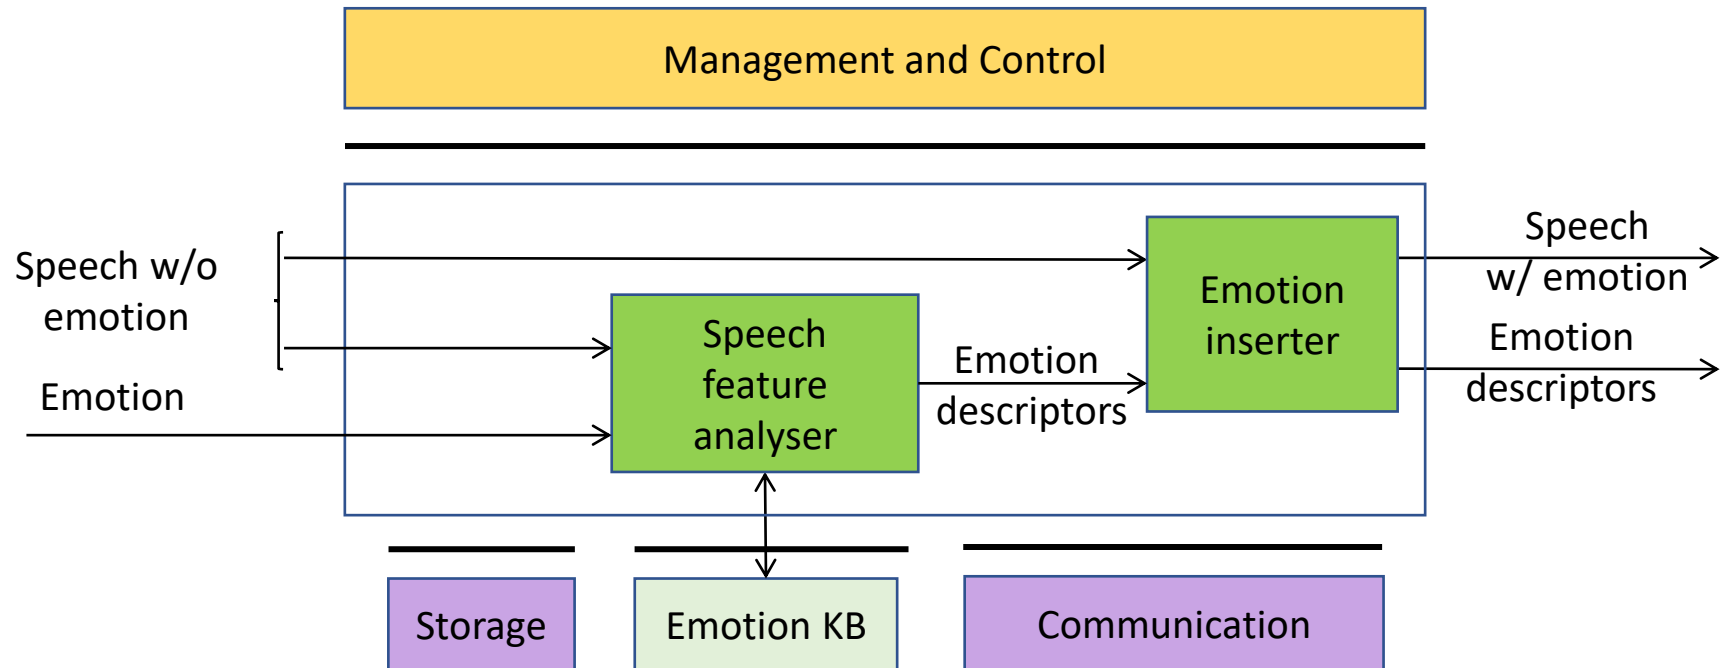 Management and Control
Speech w/o
emotion
Emotion
Speech
feature
analyser
Emotion
descriptors
Emotion
inserter
Speech
w/ emotion
Emotion
descriptors
Storage
Emotion KB
Communication